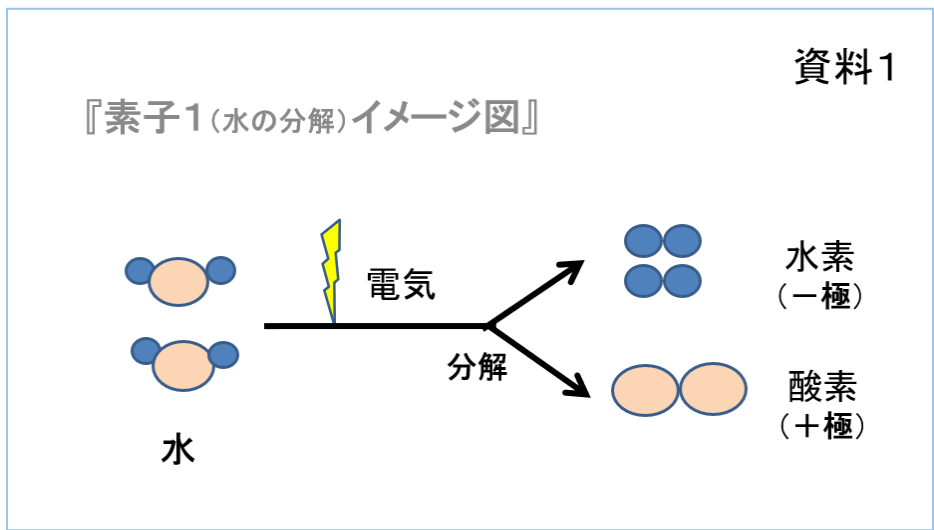 資料１
『素子１（水の分解）イメージ図』
電気
水素
（－極）
分解
酸素
（＋極）
水